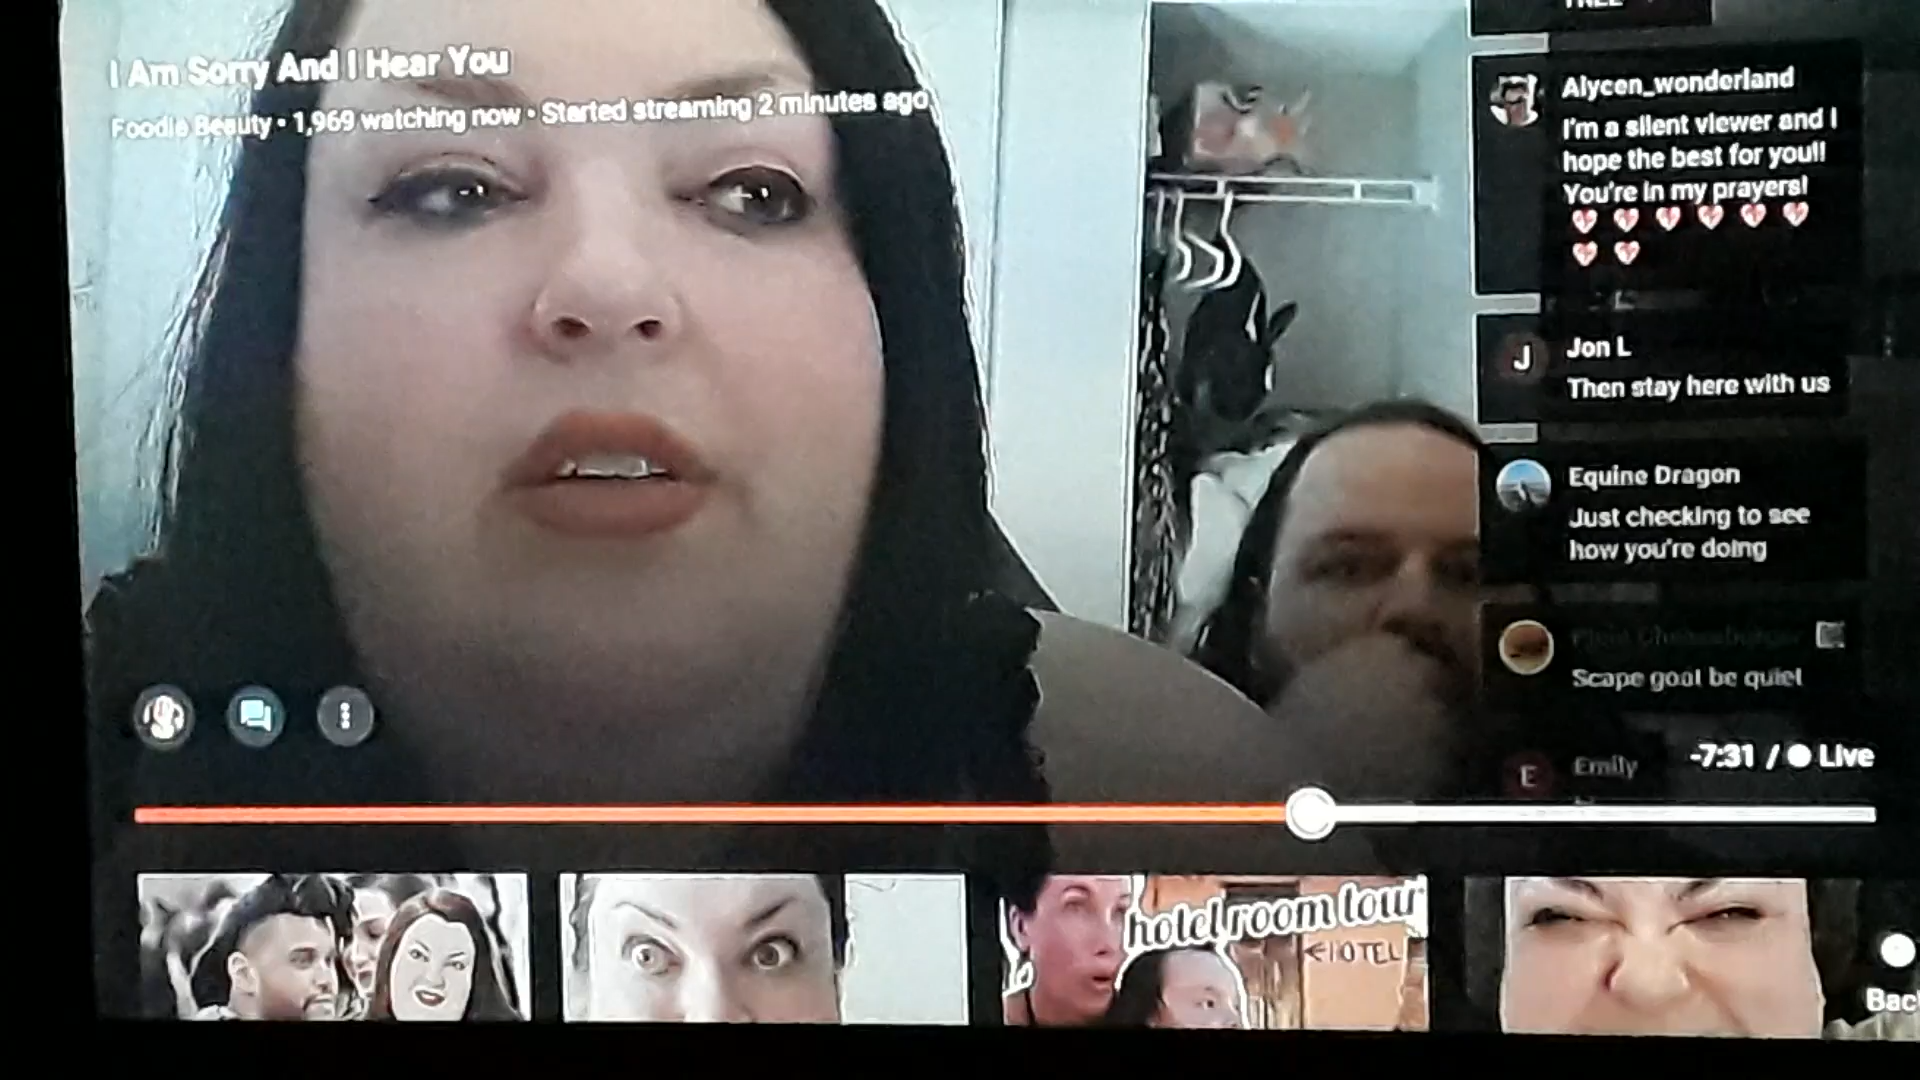 I Am Sorry And I Hear You
Foodie Beauty • 1,969 watching now • Started streaming 2 minutes ago
Alycen_wonderland
I'm a silent viewer and I
hope the best for you!!
You're in my prayers!
J
Jon L
Then stay here with us
Equine Dragon
Just checking to see
how you're doing
Scape goat be quiet
E
Emily
-7:31 / Live
hotel room tour
HOTEL